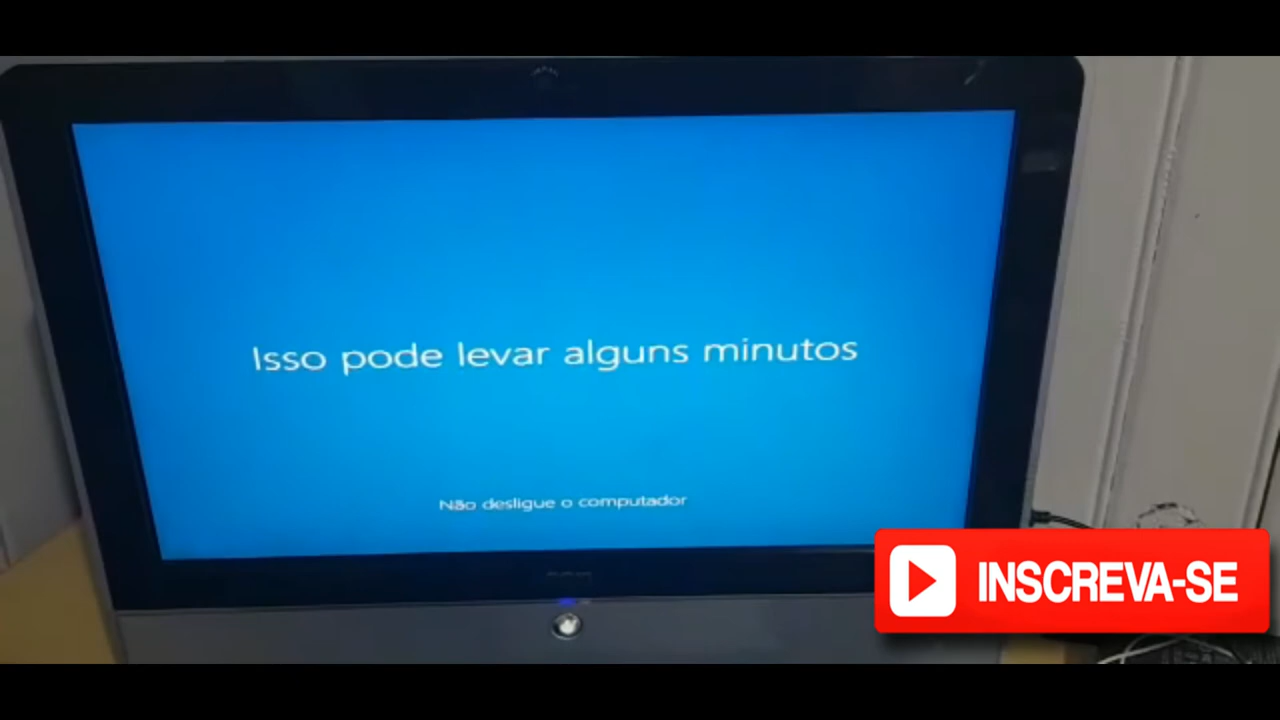 Isso pode levar alguns minutos
Não desligue o computador
INSCREVA-SE